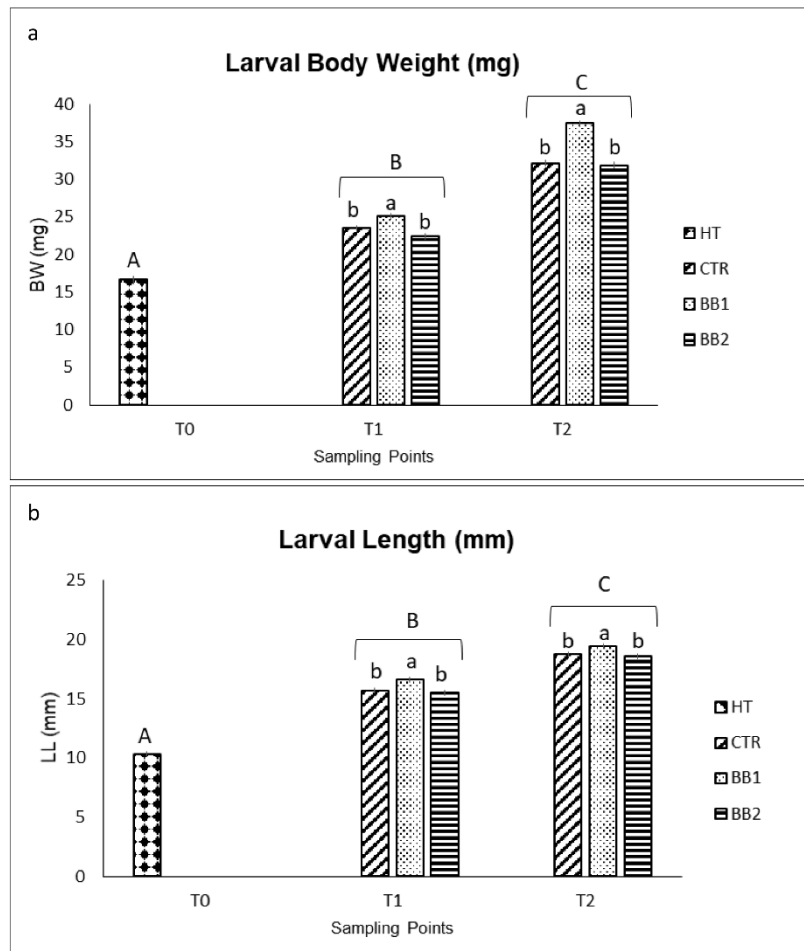 a
Larval Body Weight (mg)
C
a
b b
B
a
b b
A
40
35
30
25
20
15
10
5
0
BW (mg)
T0 T1 T2
Sampling Points
HT
CTR
BB1
BB2
b
Larval Length (mm)
C
a
b b
B
a
b b
A
25
20
15
10
5
0
LL (mm)
T0 T1 T2
Sampling Points
HT
CTR
BB1
BB2